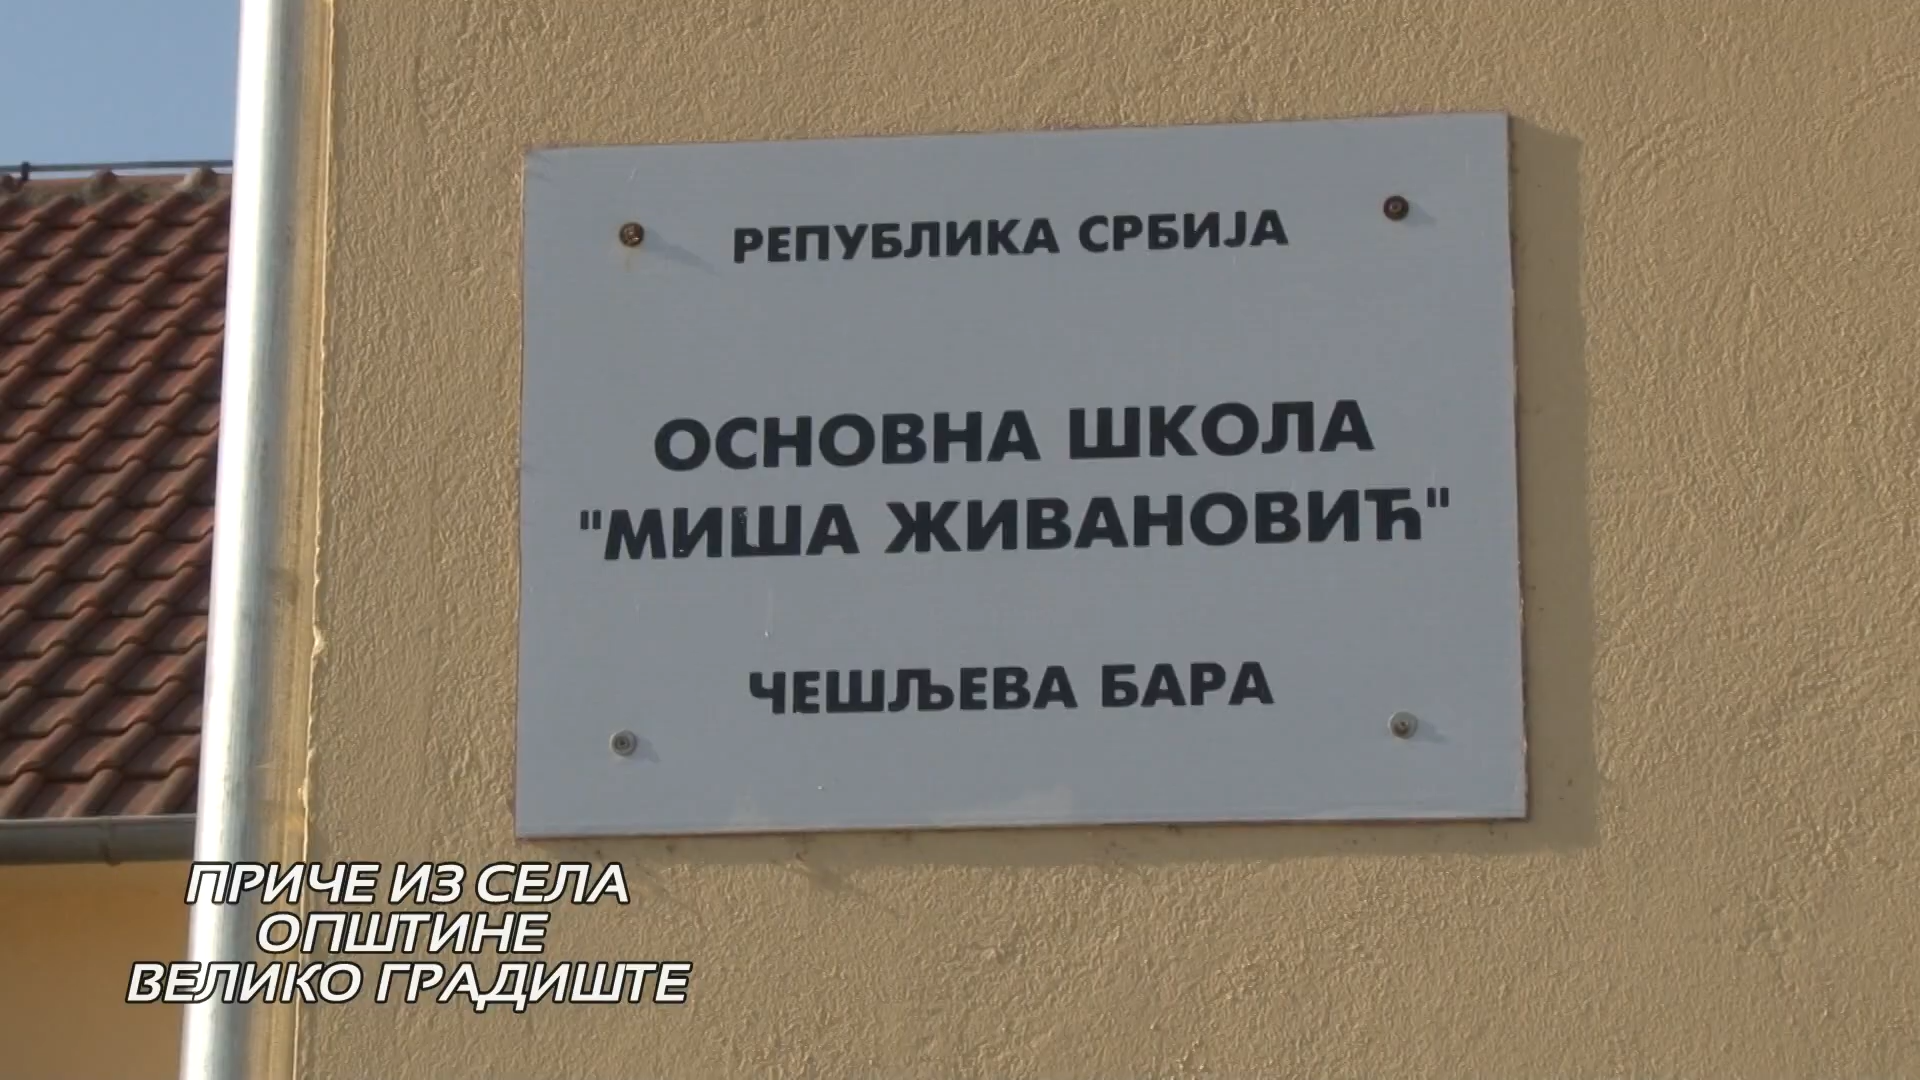 РЕПУБЛИКА СРБИЈА
ОСНОВНА ШКОЛА
"МИША ЖИВАНОВИЋ"
ЧЕШЉЕВА БАРА
ПРИЧЕ ИЗ СЕЛА
ОПШТИНЕ
ВЕЛИКО ГРАДИШТЕ